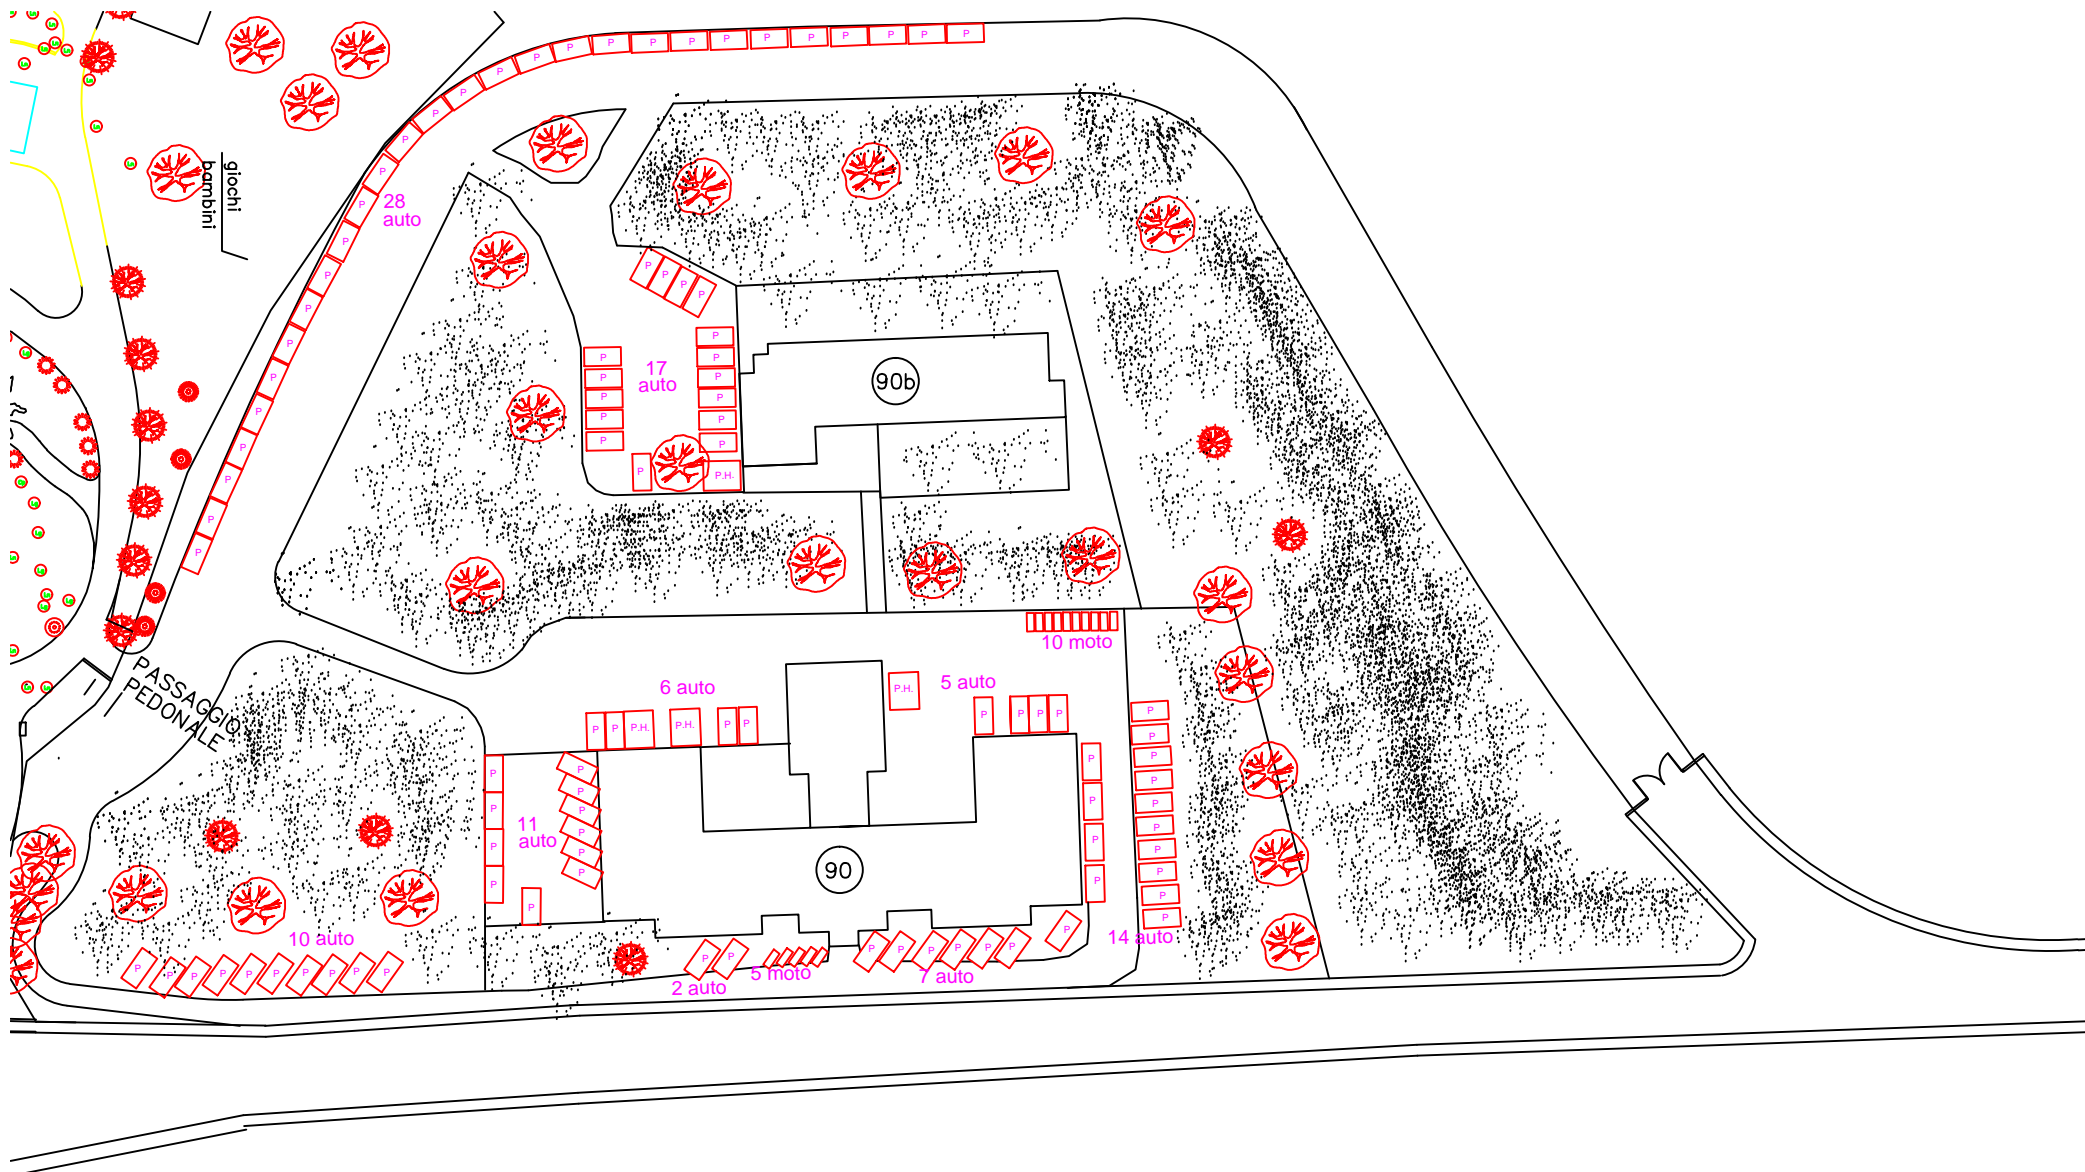 giochi
bambini
28
auto
17
auto
90b
10 moto
PASSAGGIO
PEDONALE
6 auto
5 auto
P.H.
P.H.
P.H.
P.H.
11
auto
90
10 auto
14 auto
5 moto
7 auto
2 auto
P